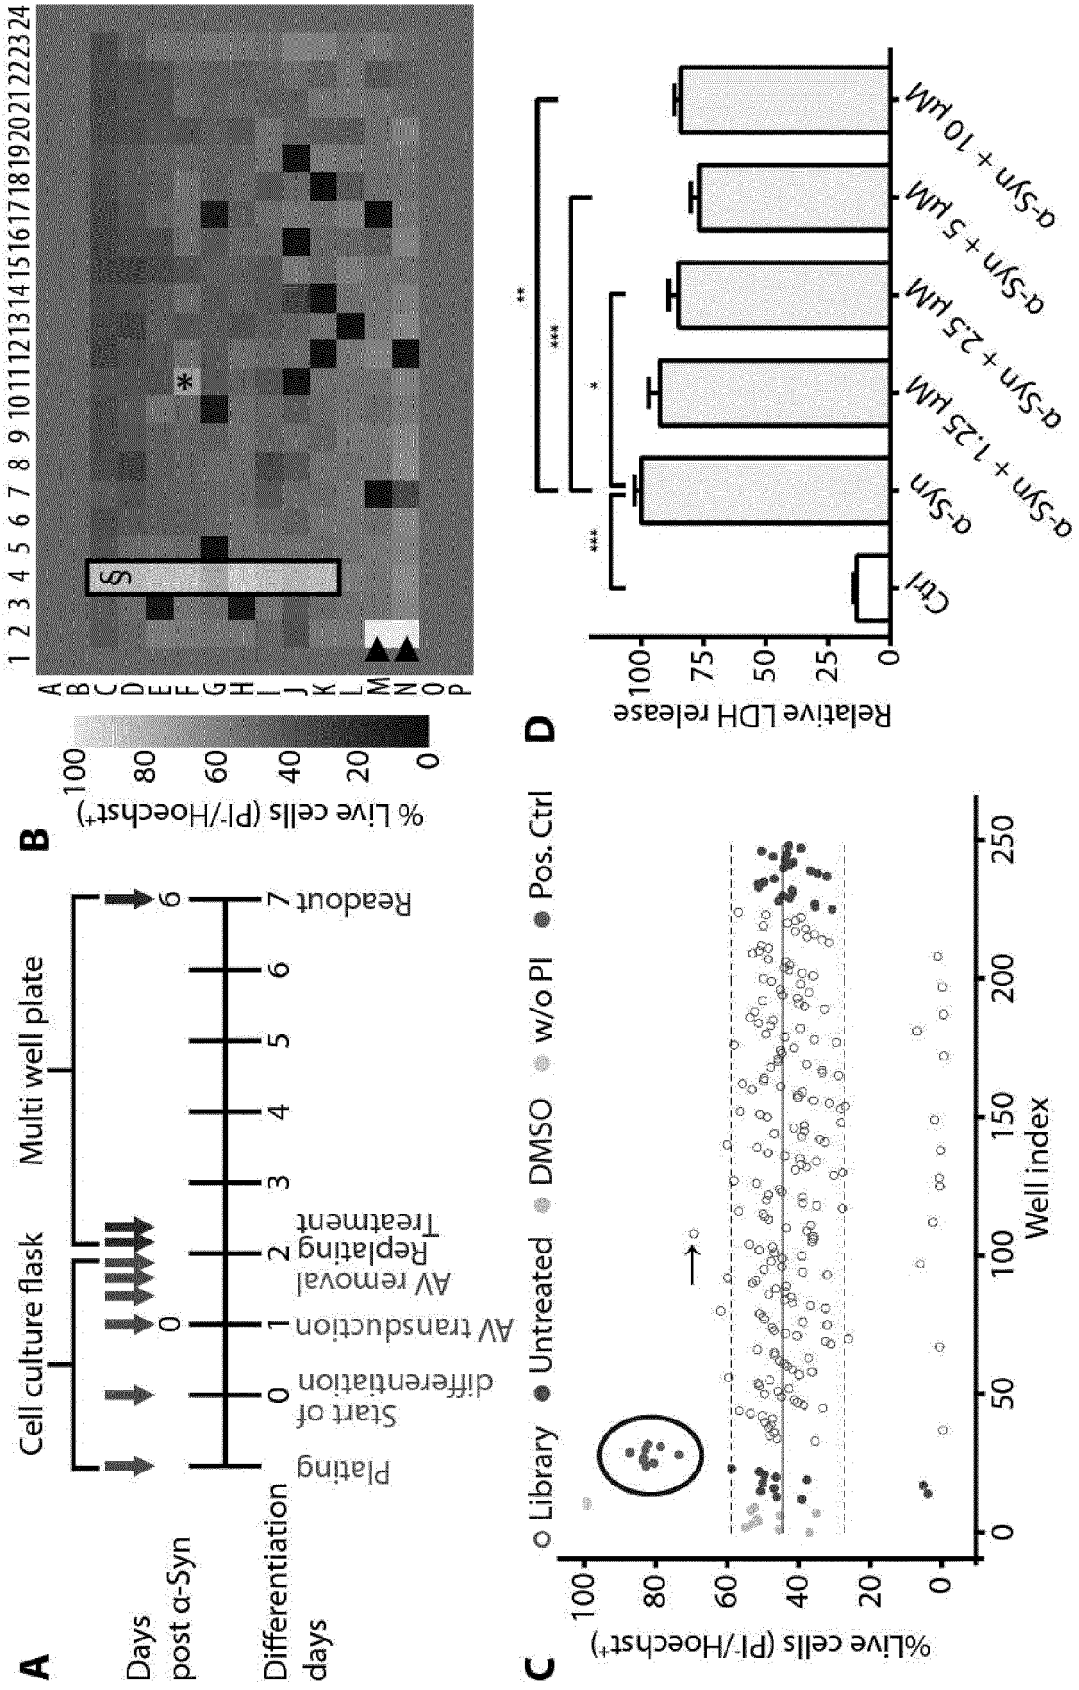 A
Cell culture flask
Multi well plate
Days
post α-Syn
0
6
Differentiation
days
0
1
2
3
4
5
6
7
Plating
Start of
differentiation
AV transduction
AV removal
Replating
Treatment
Readout
B
% Live cells (PI⁻/Hoechst⁺)
100
80
60
40
20
0
1 2 3 4 5 6 7 8 9 10 11 12 13 14 15 16 17 18 19 20 21 22 23 24
A
B
C
D
E
F
G
H
I
J
K
L
M
N
O
P
§
*
C
Library
Untreated
DMSO
w/o PI
Pos. Ctrl
%Live cells (PI⁻/Hoechst⁺)
100
80
60
40
20
0
0
50
100
150
200
250
Well index
D
Relative LDH release
100
75
50
25
0
***
*
***
**
Ctrl
α-Syn
α-Syn + 1.25 µM
α-Syn + 2.5 µM
α-Syn + 5 µM
α-Syn + 10 µM